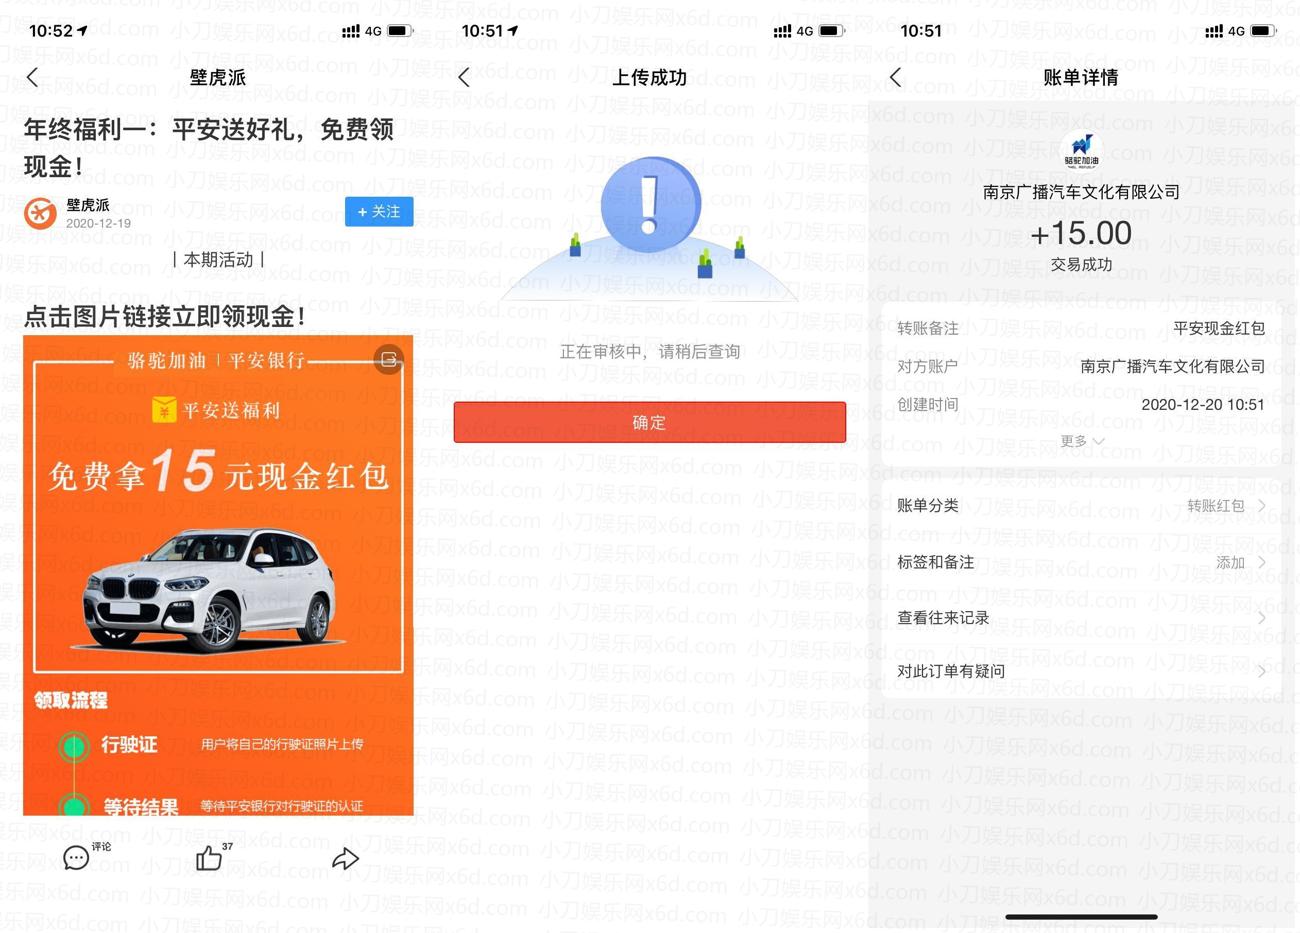 10:52
4G
壁虎派
年终福利一：平安送好礼，免费领
现金！
壁虎派
2020-12-19
+ 关注
| 本期活动 |
点击图片链接立即领现金！
骆驼加油 | 平安银行
平安送福利
免费拿15元现金红包
领取流程
行驶证
用户将自己的行驶证照片上传
等待结果
等待平安银行对行驶证的认证
评论
37
10:51
4G
上传成功
正在审核中，请稍后查询
确定
10:51
4G
账单详情
骆驼加油
南京广播汽车文化有限公司
+15.00
交易成功
转账备注 平安现金红包
对方账户 南京广播汽车文化有限公司
创建时间 2020-12-20 10:51
更多
账单分类 转账红包
标签和备注 添加
查看往来记录
对此订单有疑问
小刀娱乐网x6d.com